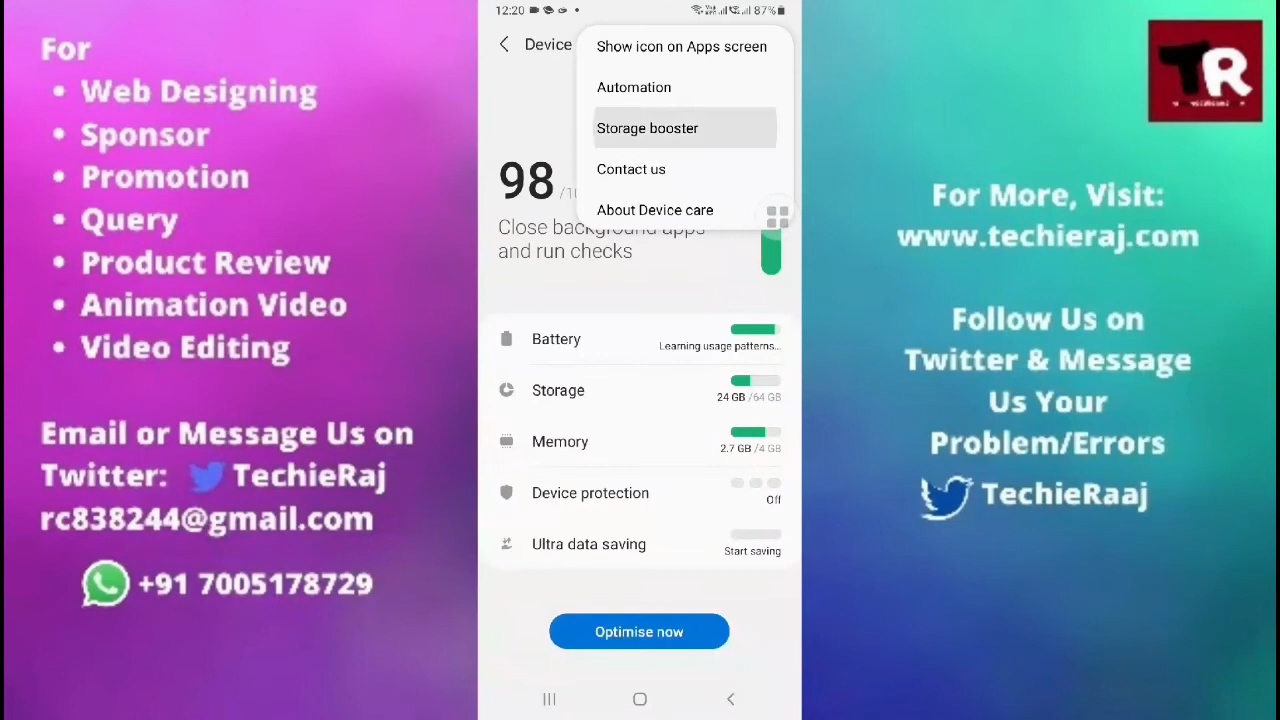 For
• Web Designing
• Sponsor
• Promotion
• Query
• Product Review
• Animation Video
• Video Editing
Email or Message Us on
Twitter: TechieRaj
rc838244@gmail.com
+91 7005178729
12:20
87%
Device
Show icon on Apps screen
Automation
Storage booster
Contact us
About Device care
98
Close background apps
and run checks
Battery
Learning usage patterns...
Storage
24 GB /64 GB
Memory
2.7 GB /4 GB
Device protection
Off
Ultra data saving
Start saving
Optimise now
TR
For More, Visit:
www.techieraj.com
Follow Us on
Twitter & Message
Us Your
Problem/Errors
TechieRaaj